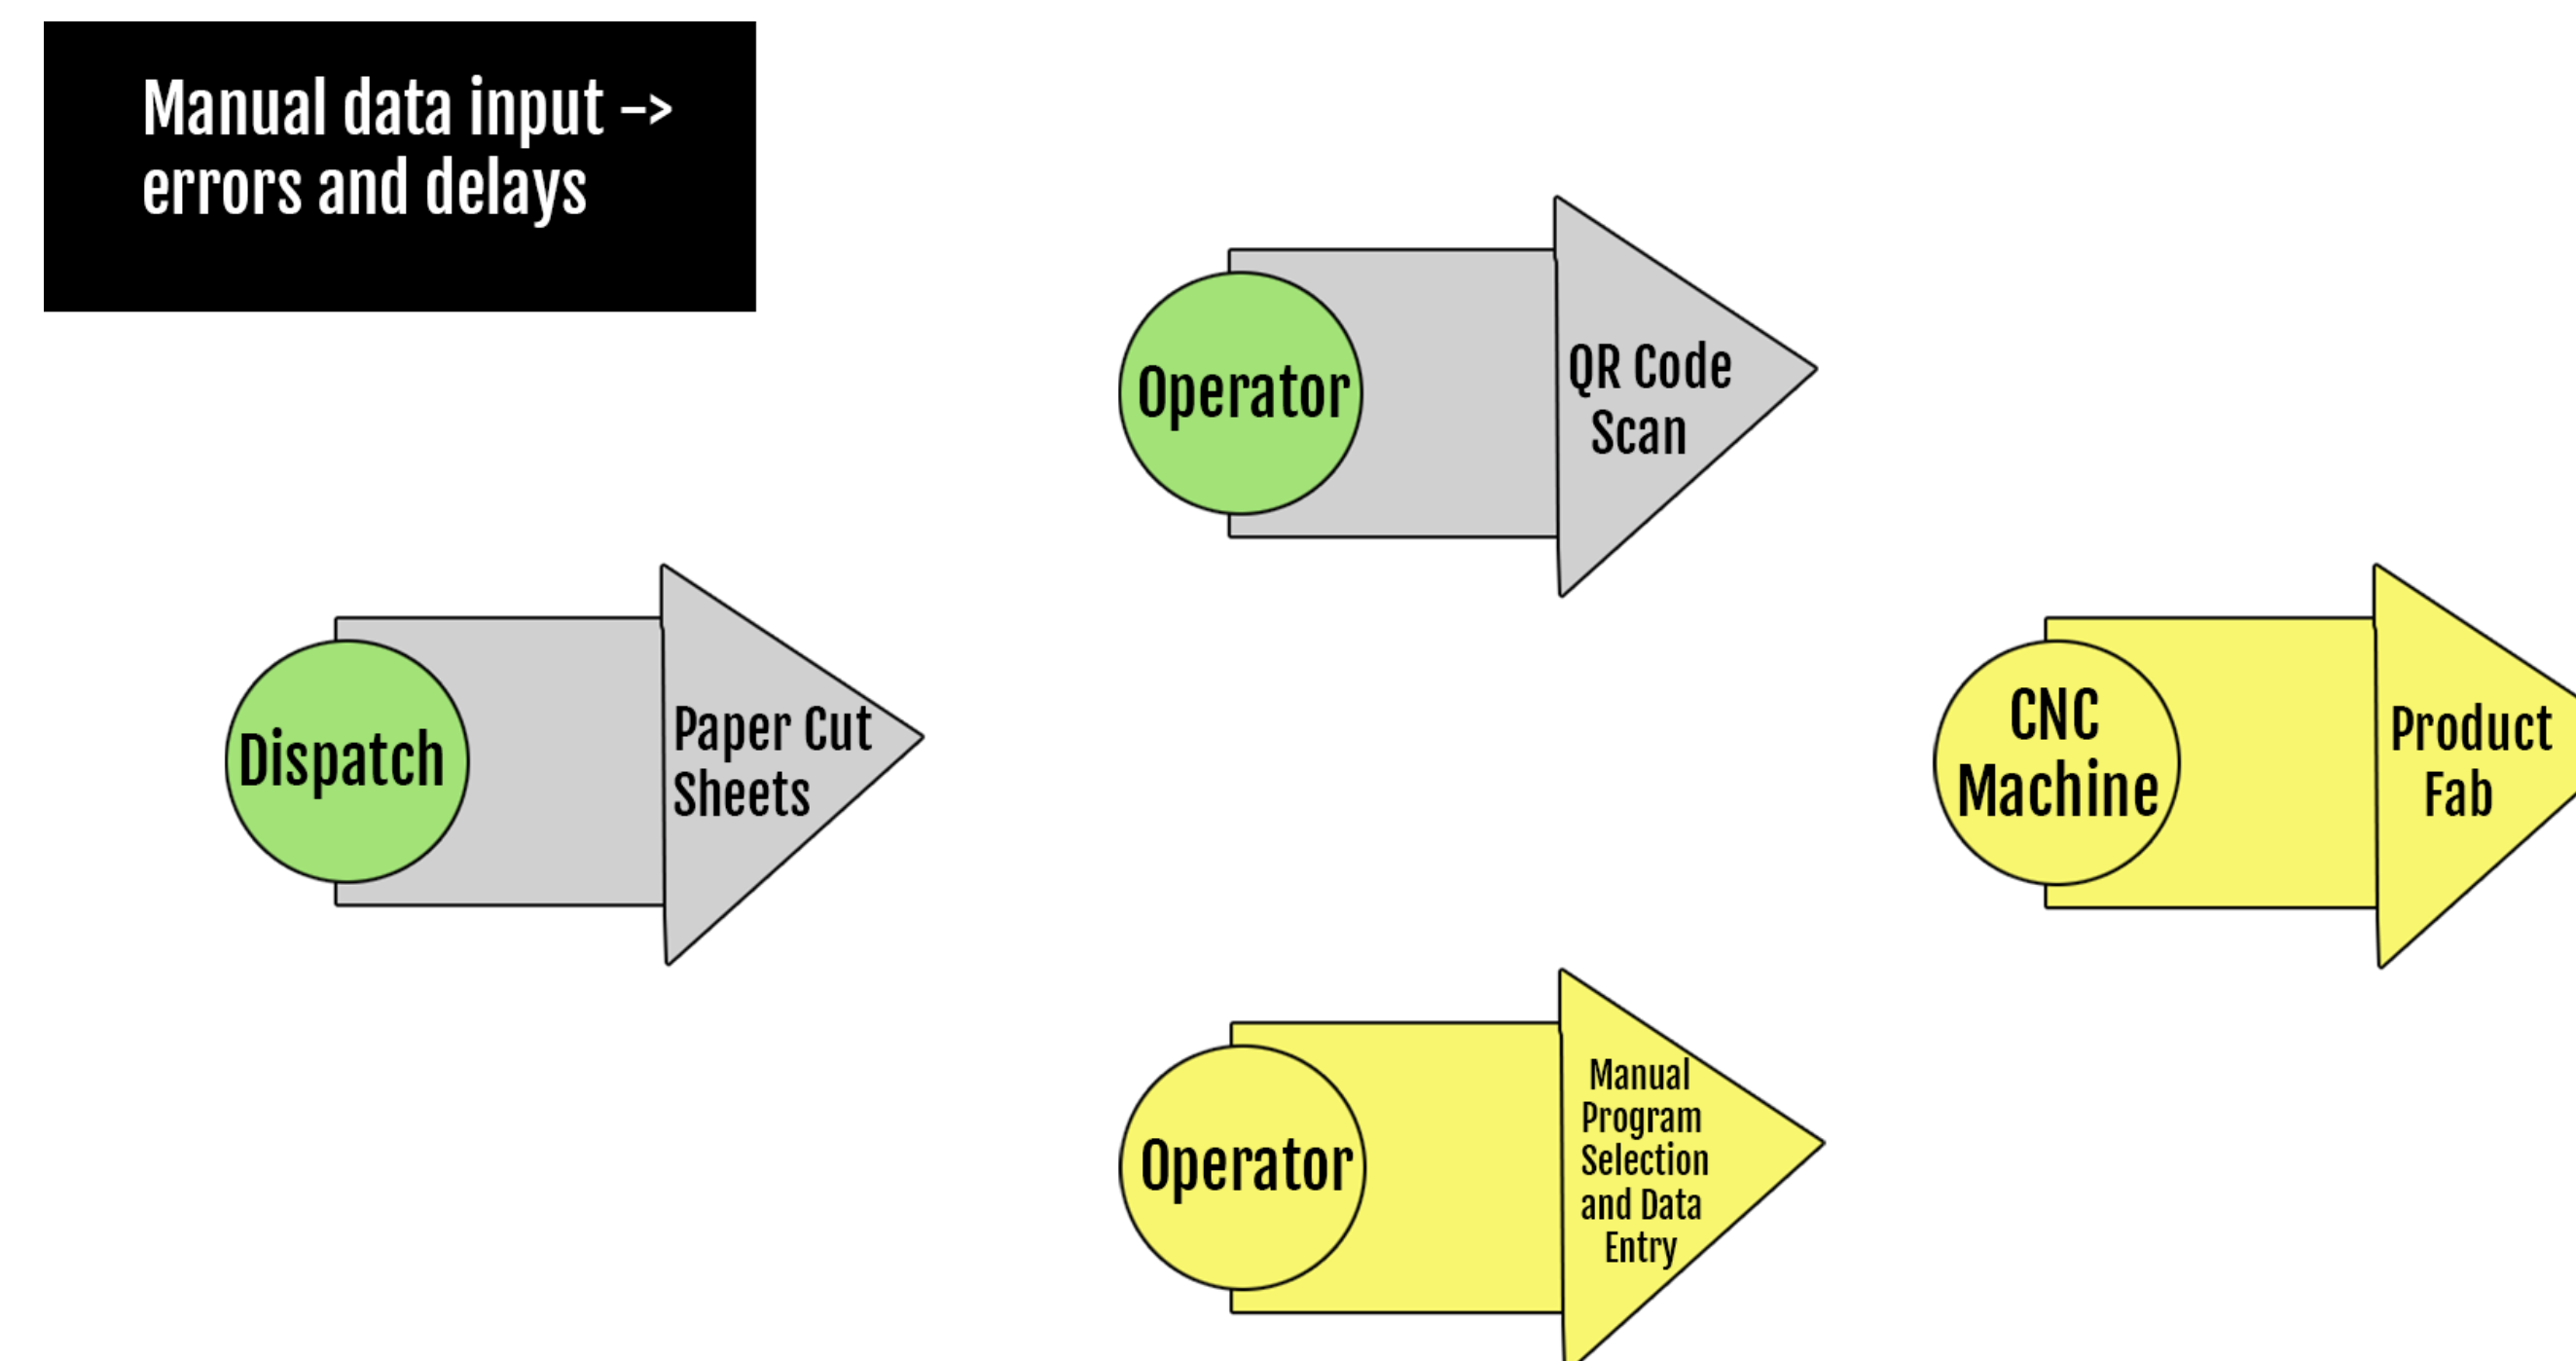 Manual data input ->
errors and delays
Operator
QR Code
Scan
Dispatch
Paper Cut
Sheets
CNC
Machine
Product
Fab
Operator
Manual
Program
Selection
and Data
Entry